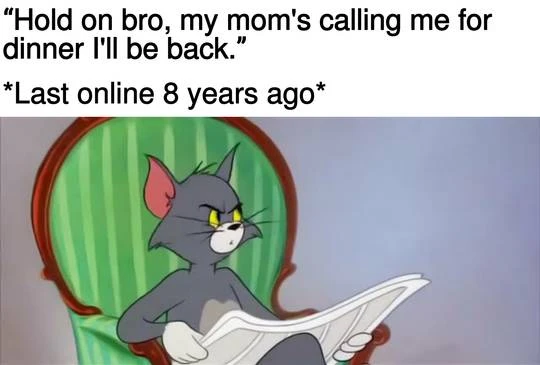 “Hold on bro, my mom's calling me for
dinner I'll be back.”
*Last online 8 years ago*